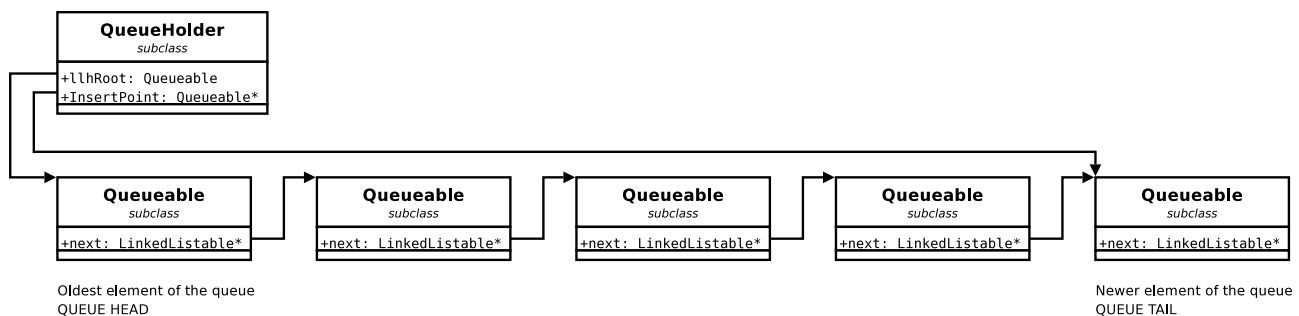 QueueHolder
subclass
+llhRoot: Queueable
+InsertPoint: Queueable*
Queueable
subclass
+next: LinkedListable*
Queueable
subclass
+next: LinkedListable*
Queueable
subclass
+next: LinkedListable*
Queueable
subclass
+next: LinkedListable*
Queueable
subclass
+next: LinkedListable*
Oldest element of the queue
QUEUE HEAD
Newer element of the queue
QUEUE TAIL